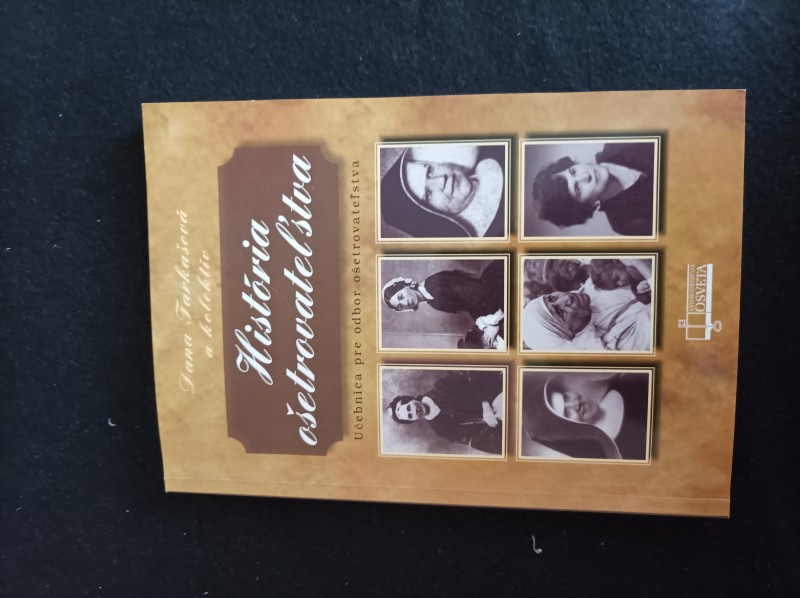 Dana Farkašová
a kolektív
História
ošetrovateľstva
Učebnica pre odbor ošetrovateľstva
OSVETA